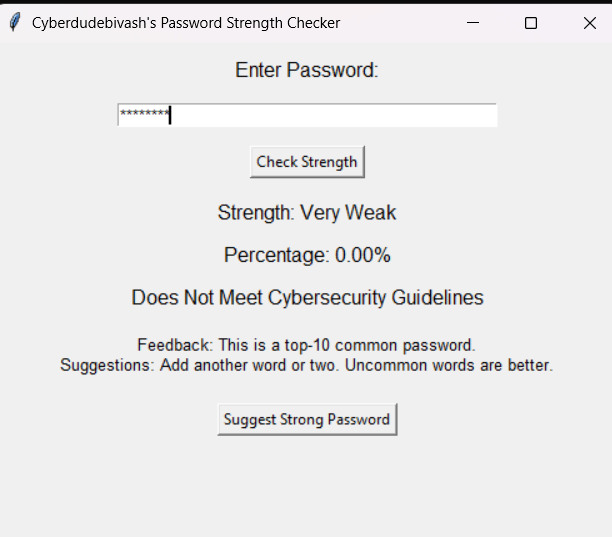 Cyberdudebivash's Password Strength Checker
Enter Password:
********
Check Strength
Strength: Very Weak
Percentage: 0.00%
Does Not Meet Cybersecurity Guidelines
Feedback: This is a top-10 common password.
Suggestions: Add another word or two. Uncommon words are better.
Suggest Strong Password